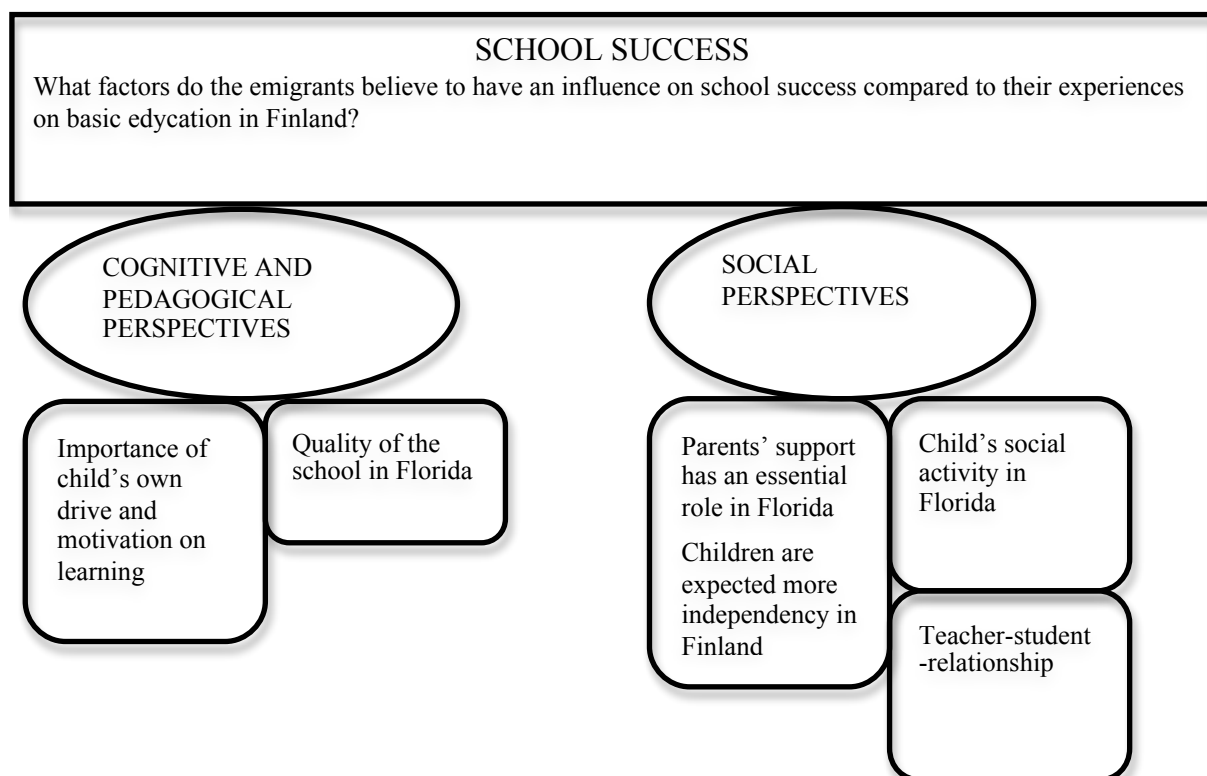 SCHOOL SUCCESS
What factors do the emigrants believe to have an influence on school success compared to their experiences
on basic edycation in Finland?
COGNITIVE AND
PEDAGOGICAL
PERSPECTIVES
SOCIAL
PERSPECTIVES
Importance of
child’s own
drive and
motivation on
learning
Quality of the
school in Florida
Parents’ support
has an essential
role in Florida
Children are
expected more
independency in
Finland
Child’s social
activity in
Florida
Teacher-student
-relationship